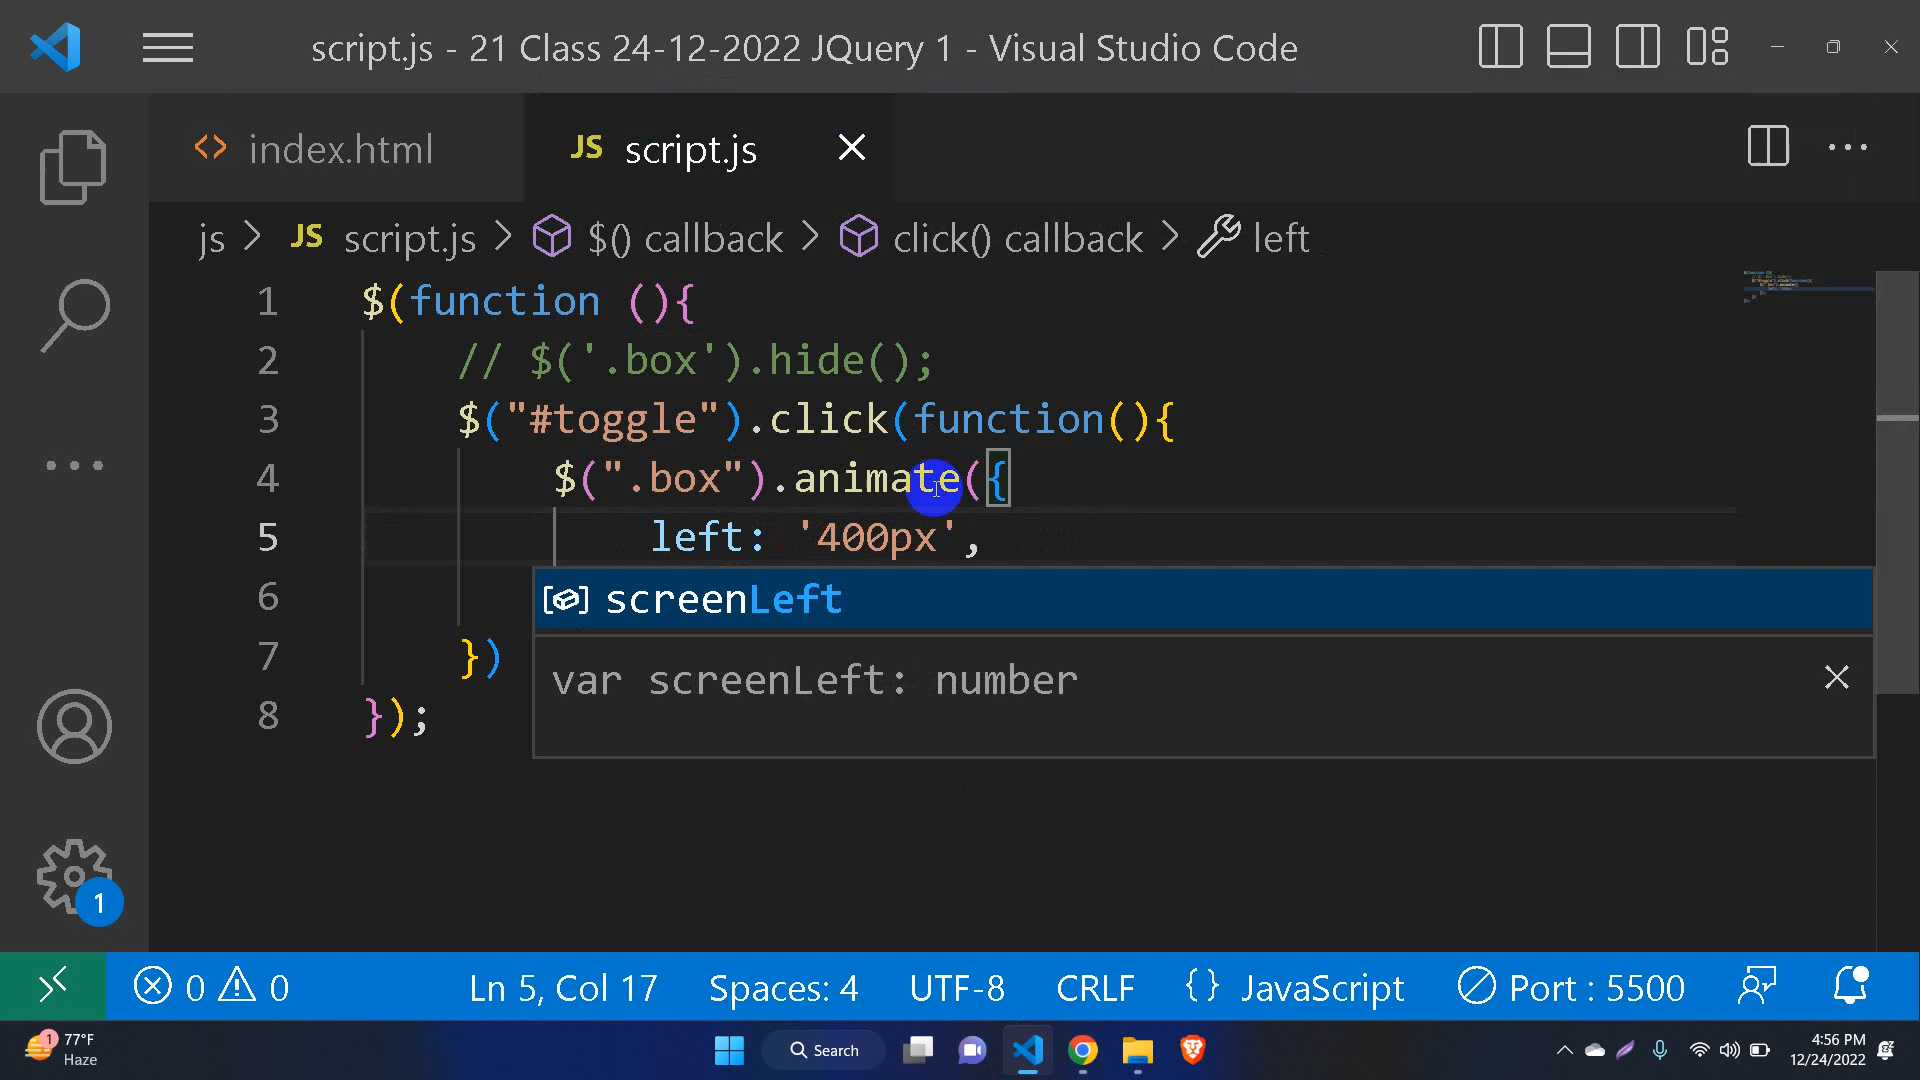 script.js - 21 Class 24-12-2022 JQuery 1 - Visual Studio Code
<> index.html
JS script.js
js > JS script.js > $() callback > click() callback > left
1 $(function (){
2 // $('.box').hide();
3 $("#toggle").click(function(){
4 $(".box").animate({
5 left: '400px',
6 screenLeft
var screenLeft: number
7 })
8 });
1
0 0 Ln 5, Col 17 Spaces: 4 UTF-8 CRLF {} JavaScript Port : 5500
1 77°F
Haze
Search
4:56 PM
12/24/2022